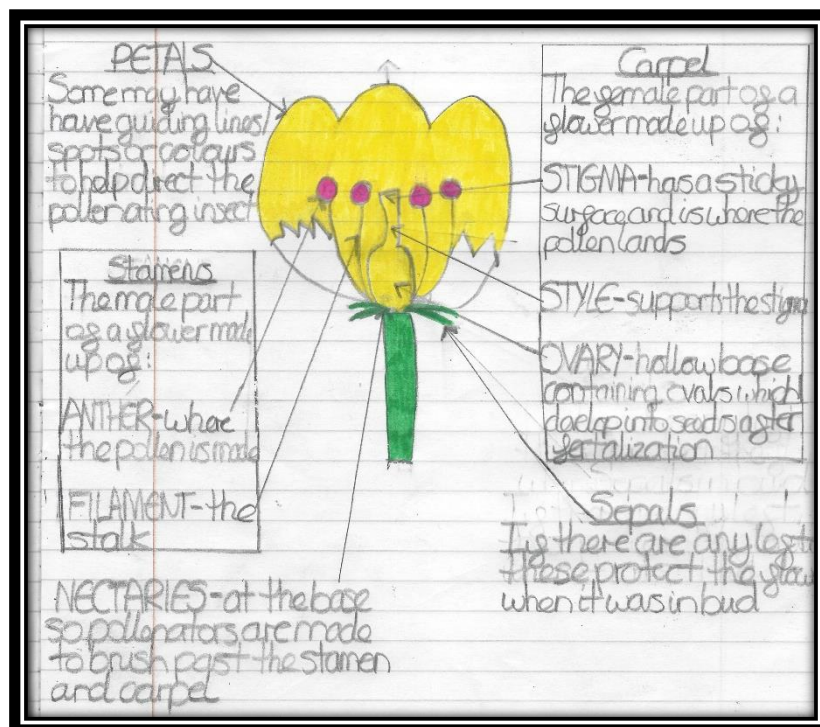 PETALS
Some may have
have guiding lines/
spots or colours
to help direct the
pollenating insect
Stamens
The male part
of a flower made
up of:
ANTHER-where
the pollen is made
FILAMENT-the
stalk
NECTARIES-at the base
so pollenators are made
to brush past the stamen
and carpel
Carpel
The female part of a
flower made up of:
STIGMA-has a sticky
surface and is where the
pollen lands
STYLE-supports the stigma
OVARY-hollow base
containing ovals which
develop into seeds after
fertalization
Sepals
If there are any left
these protect the
when it was in bud